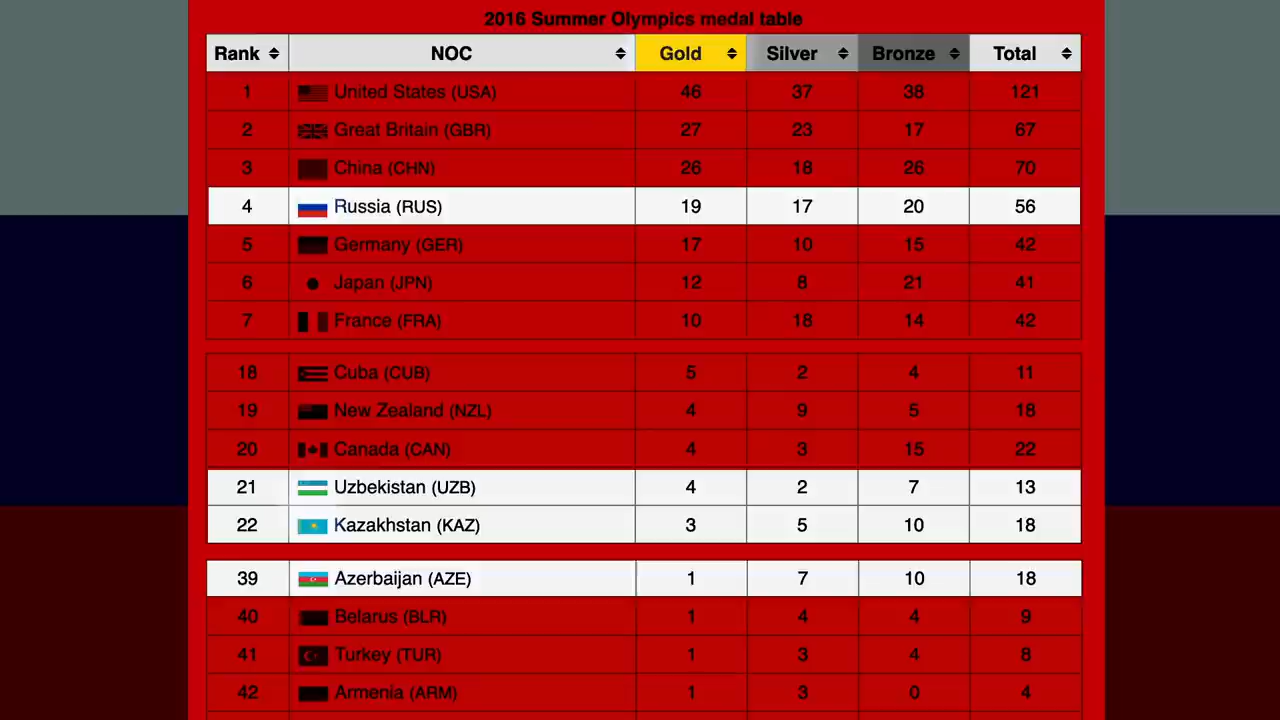 2016 Summer Olympics medal table
Rank NOC Gold Silver Bronze Total
1 United States (USA) 46 37 38 121
2 Great Britain (GBR) 27 23 17 67
3 China (CHN) 26 18 26 70
4 Russia (RUS) 19 17 20 56
5 Germany (GER) 17 10 15 42
6 Japan (JPN) 12 8 21 41
7 France (FRA) 10 18 14 42
18 Cuba (CUB) 5 2 4 11
19 New Zealand (NZL) 4 9 5 18
20 Canada (CAN) 4 3 15 22
21 Uzbekistan (UZB) 4 2 7 13
22 Kazakhstan (KAZ) 3 5 10 18
39 Azerbaijan (AZE) 1 7 10 18
40 Belarus (BLR) 1 4 4 9
41 Turkey (TUR) 1 3 4 8
42 Armenia (ARM) 1 3 0 4